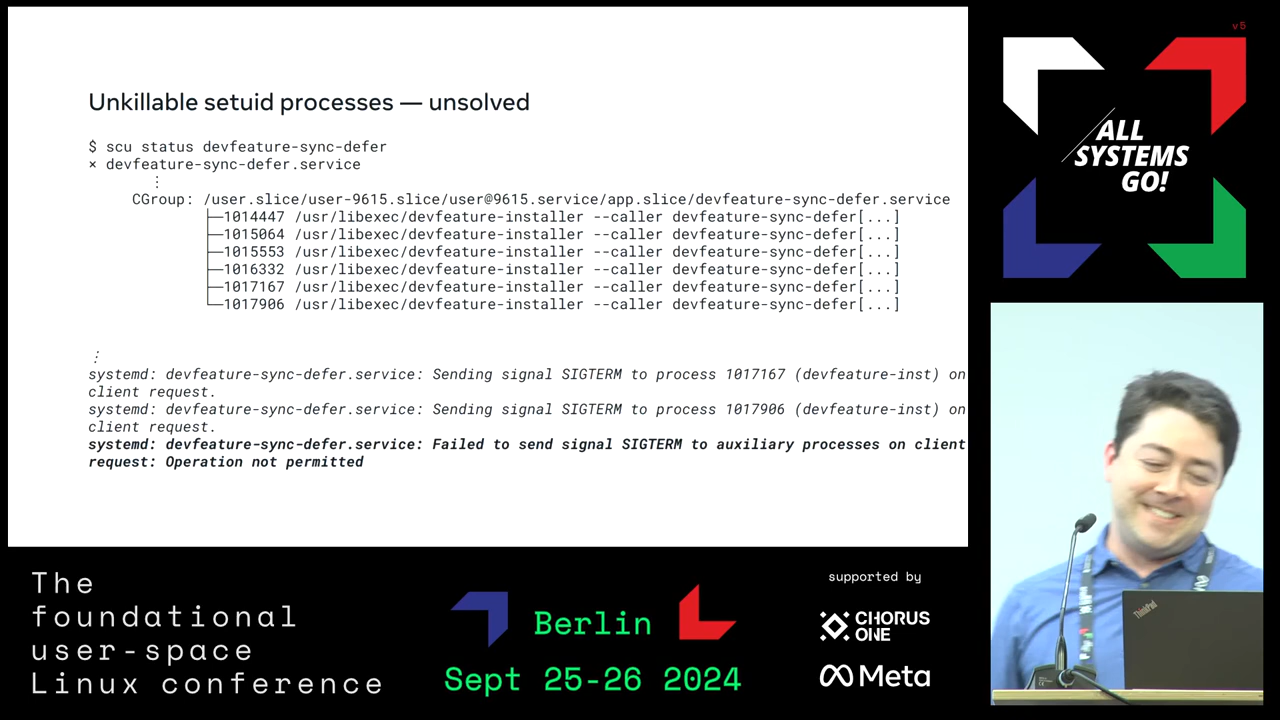 Unkillable setuid processes — unsolved
$ scu status devfeature-sync-defer
× devfeature-sync-defer.service
⋮
CGroup: /user.slice/user-9615.slice/user@9615.service/app.slice/devfeature-sync-defer.service
├─1014447 /usr/libexec/devfeature-installer --caller devfeature-sync-defer[...]
├─1015064 /usr/libexec/devfeature-installer --caller devfeature-sync-defer[...]
├─1015553 /usr/libexec/devfeature-installer --caller devfeature-sync-defer[...]
├─1016332 /usr/libexec/devfeature-installer --caller devfeature-sync-defer[...]
├─1017167 /usr/libexec/devfeature-installer --caller devfeature-sync-defer[...]
└─1017906 /usr/libexec/devfeature-installer --caller devfeature-sync-defer[...]
⋮
systemd: devfeature-sync-defer.service: Sending signal SIGTERM to process 1017167 (devfeature-inst) on
client request.
systemd: devfeature-sync-defer.service: Sending signal SIGTERM to process 1017906 (devfeature-inst) on
client request.
systemd: devfeature-sync-defer.service: Failed to send signal SIGTERM to auxiliary processes on client
request: Operation not permitted
v5
ALL
SYSTEMS
GO!
ThinkPad
The
foundational
user-space
Linux conference
Berlin
Sept 25-26 2024
supported by
CHORUS
ONE
Meta